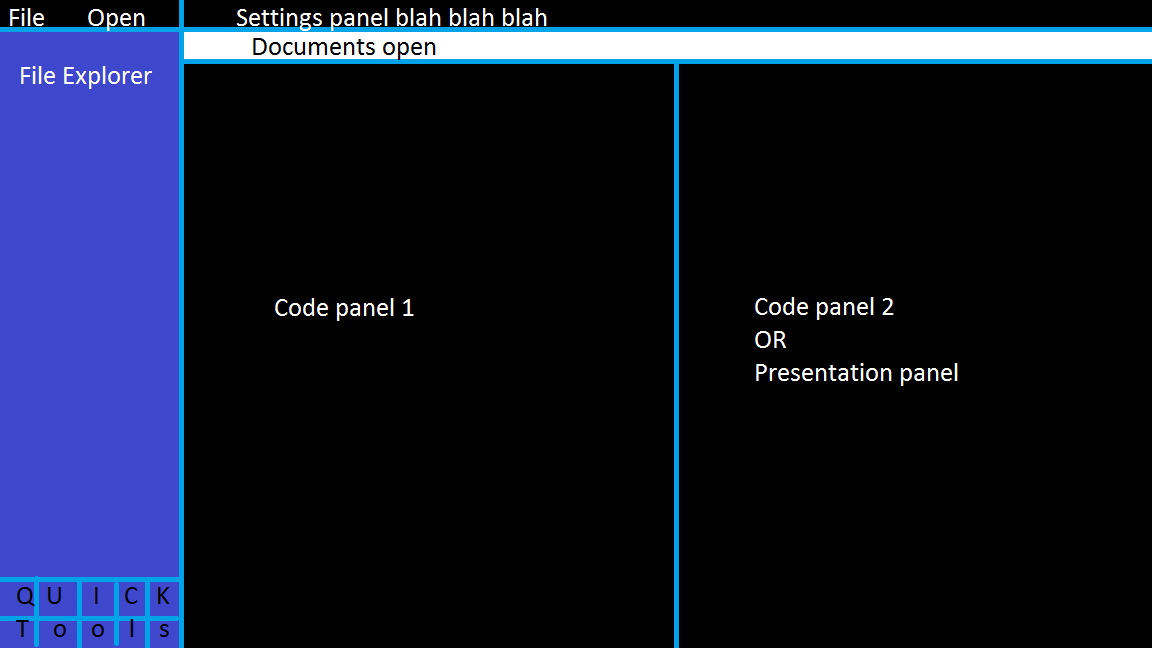 File Open Settings panel blah blah blah
Documents open
File Explorer
Code panel 1
Code panel 2
OR
Presentation panel
Q U I C K
T o o l s